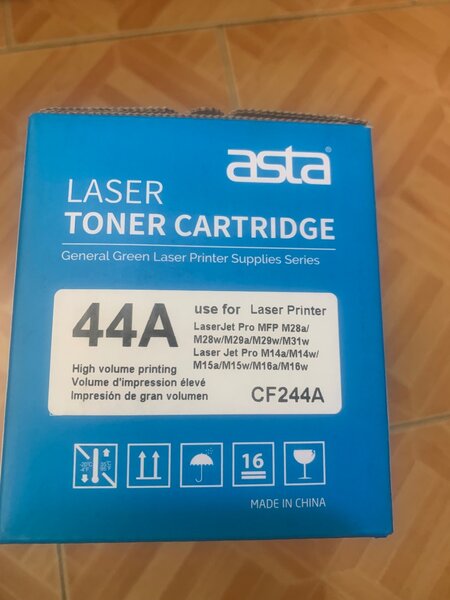 asta®
LASER
TONER CARTRIDGE
General Green Laser Printer Supplies Series
44A
use for Laser Printer
LaserJet Pro MFP M28a/
M28w/M29a/M29w/M31w
Laser Jet Pro M14a/M14w/
M15a/M15w/M16a/M16w
High volume printing
Volume d'impression élevé
Impresión de gran volumen
CF244A
16
MADE IN CHINA